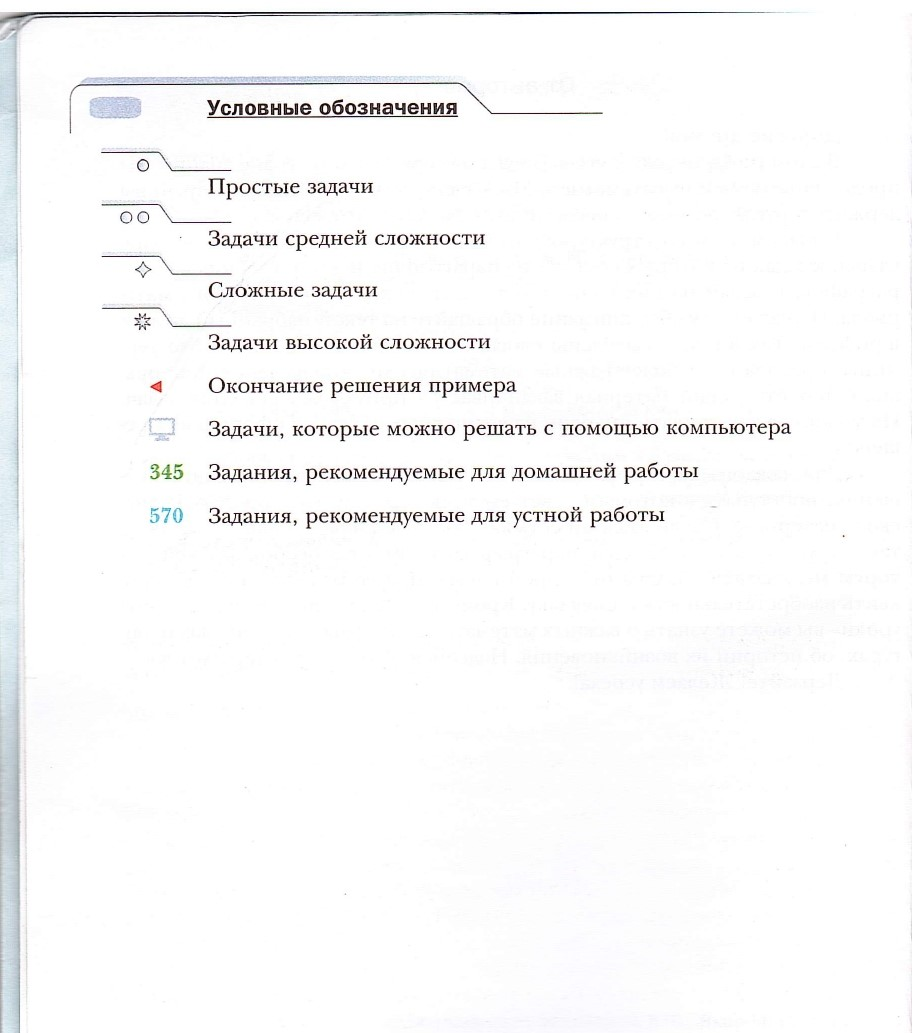 Условные обозначения
Простые задачи
Задачи средней сложности
Сложные задачи
Задачи высокой сложности
Окончание решения примера
Задачи, которые можно решать с помощью компьютера
345 Задания, рекомендуемые для домашней работы
570 Задания, рекомендуемые для устной работы